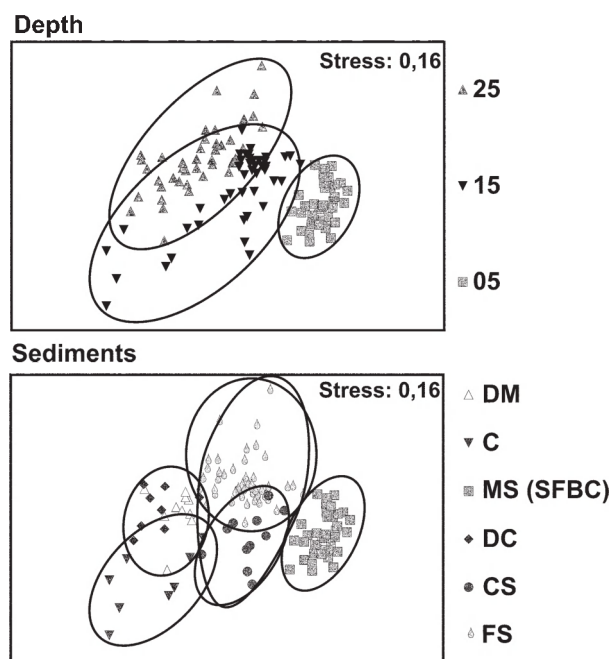 Depth
Stress: 0,16
25
15
05
Sediments
Stress: 0,16
DM
C
MS (SFBC)
DC
CS
FS